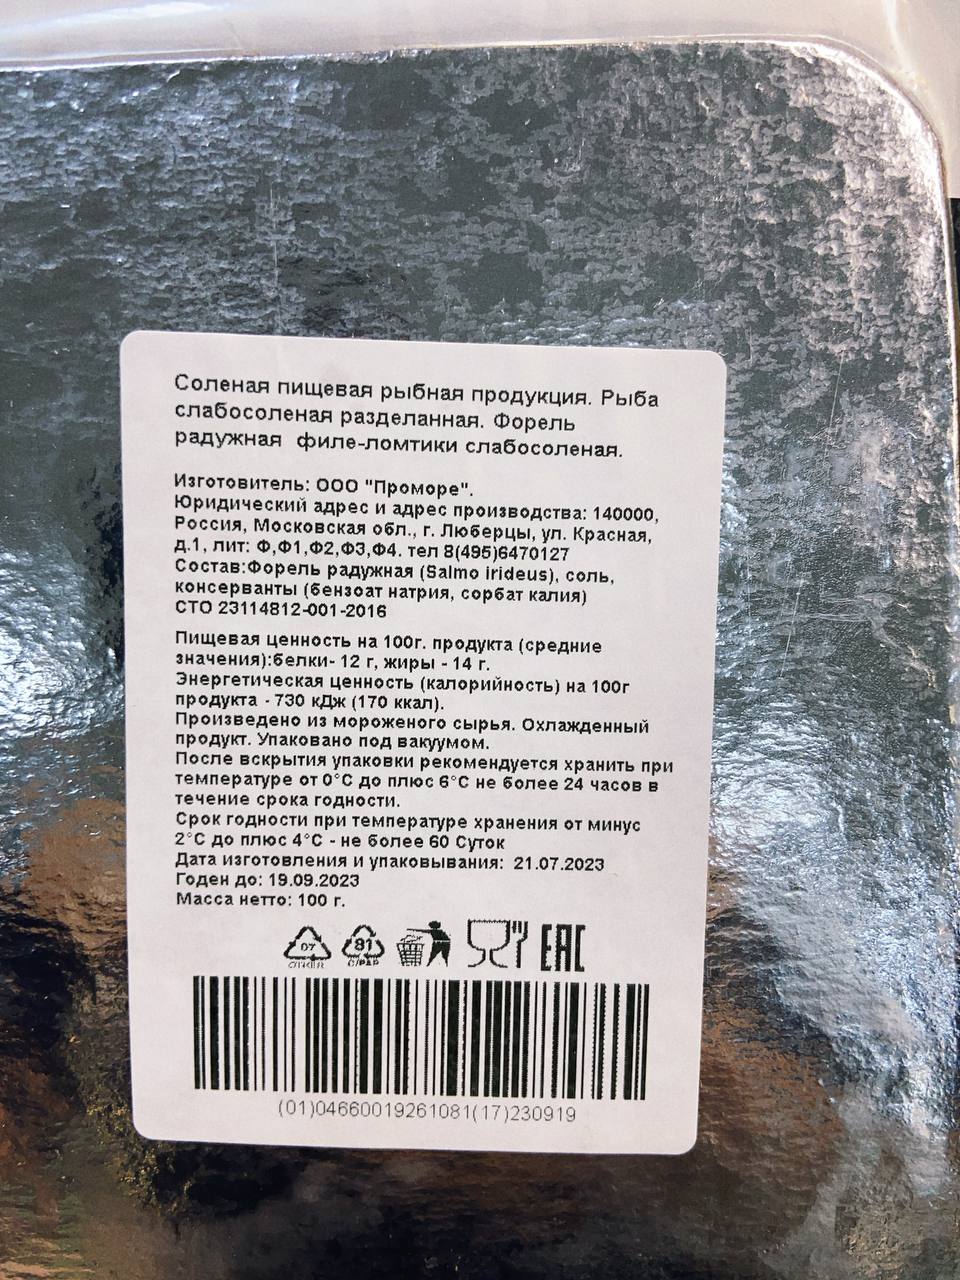 Соленая пищевая рыбная продукция. Рыба
слабосоленая разделанная. Форель
радужная филе-ломтики слабосоленая.
Изготовитель: ООО "Проморе".
Юридический адрес и адрес производства: 140000,
Россия, Московская обл., г. Люберцы, ул. Красная,
д.1, лит: Ф,Ф1,Ф2,Ф3,Ф4. тел 8(495)6470127
Состав:Форель радужная (Salmo irideus), соль,
консерванты (бензоат натрия, сорбат калия)
СТО 23114812-001-2016
Пищевая ценность на 100г. продукта (средние
значения):белки- 12 г, жиры - 14 г.
Энергетическая ценность (калорийность) на 100г
продукта - 730 кДж (170 ккал).
Произведено из мороженого сырья. Охлажденный
продукт. Упаковано под вакуумом.
После вскрытия упаковки рекомендуется хранить при
температуре от 0°С до плюс 6°С не более 24 часов в
течение срока годности.
Срок годности при температуре хранения от минус
2°С до плюс 4°С - не более 60 Суток
Дата изготовления и упаковывания: 21.07.2023
Годен до: 19.09.2023
Масса нетто: 100 г.
07 81 EAC
OTHER C/PAP
(01)04660019261081(17)230919